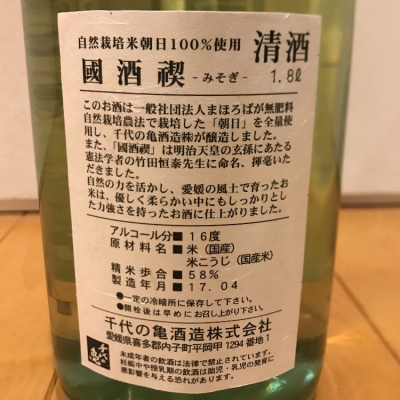 自然栽培米朝日100%使用 清酒
國酒禊 -みそぎ- 1.8ℓ
このお酒は一般社団法人まほろばが無肥料
自然栽培農法で栽培した「朝日」を全量使
用し、千代の亀酒造㈱が醸造しました。
また、「國酒禊」は明治天皇の玄孫にあたる
憲法学者の竹田恒泰先生に命名、揮毫いた
だきました。
自然の力を活かし、愛媛の風土で育ったお
米は、優しく柔らかい中にもしっかりとし
た力強さを持ったお酒に仕上がりました。
アルコール分■16度
原材料名■米(国産)
米こうじ(国産米)
精米歩合■58%
製造年月■17.04
●一定の冷暗所に保存して下さい。
●開栓後は早めにお召し上がり下さい。
千代の亀酒造株式会社
愛媛県喜多郡内子町平岡甲1294番地1
未成年者の飲酒は法律で禁止されています。
妊娠中や授乳期の飲酒は胎児・乳児の発育に
悪影響を与える恐れがあります。
千代の亀